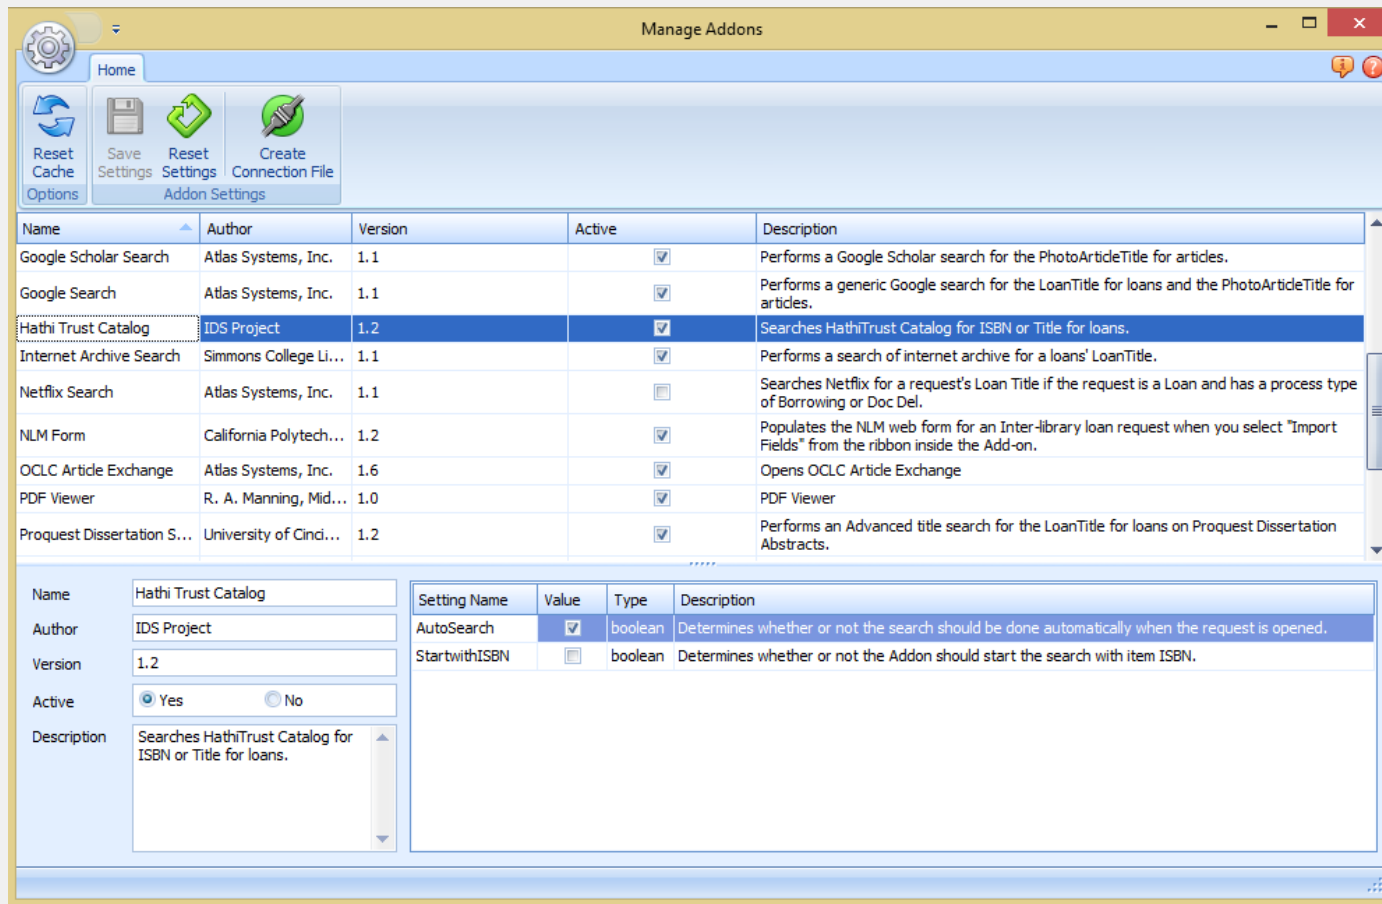 Manage Addons
Home
Reset Cache
Save Settings
Reset Settings
Create Connection File
Options
Addon Settings
Name Author Version Active Description
Google Scholar Search Atlas Systems, Inc. 1.1 Performs a Google Scholar search for the PhotoArticleTitle for articles.
Google Search Atlas Systems, Inc. 1.1 Performs a generic Google search for the LoanTitle for loans and the PhotoArticleTitle for
articles.
Hathi Trust Catalog IDS Project 1.2 Searches HathiTrust Catalog for ISBN or Title for loans.
Internet Archive Search Simmons College Li... 1.1 Performs a search of internet archive for a loans' LoanTitle.
Netflix Search Atlas Systems, Inc. 1.1 Searches Netflix for a request's Loan Title if the request is a Loan and has a process type
of Borrowing or Doc Del.
NLM Form California Polytech... 1.2 Populates the NLM web form for an Inter-library loan request when you select "Import
Fields" from the ribbon inside the Add-on.
OCLC Article Exchange Atlas Systems, Inc. 1.6 Opens OCLC Article Exchange
PDF Viewer R. A. Manning, Mid... 1.0 PDF Viewer
Proquest Dissertation S... University of Cinci... 1.2 Performs an Advanced title search for the LoanTitle for loans on Proquest Dissertation
Abstracts.
Name Hathi Trust Catalog
Author IDS Project
Version 1.2
Active Yes No
Description Searches HathiTrust Catalog for
ISBN or Title for loans.
Setting Name Value Type Description
AutoSearch boolean Determines whether or not the search should be done automatically when the request is opened.
StartwithISBN boolean Determines whether or not the Addon should start the search with item ISBN.